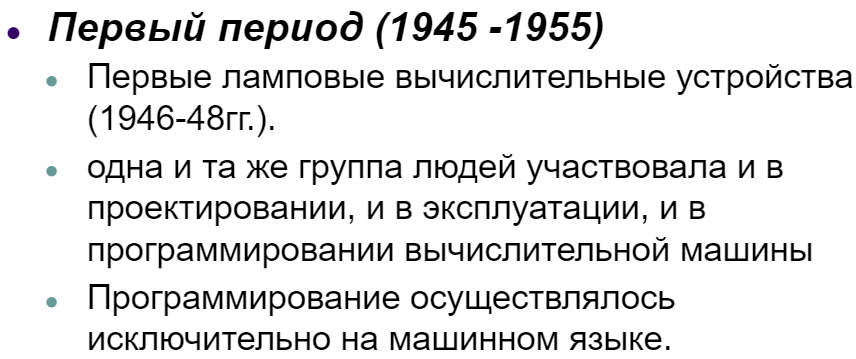 Первый период (1945 -1955)
Первые ламповые вычислительные устройства
(1946-48гг.).
одна и та же группа людей участвовала и в
проектировании, и в эксплуатации, и в
программировании вычислительной машины
Программирование осуществлялось
исключительно на машинном языке.